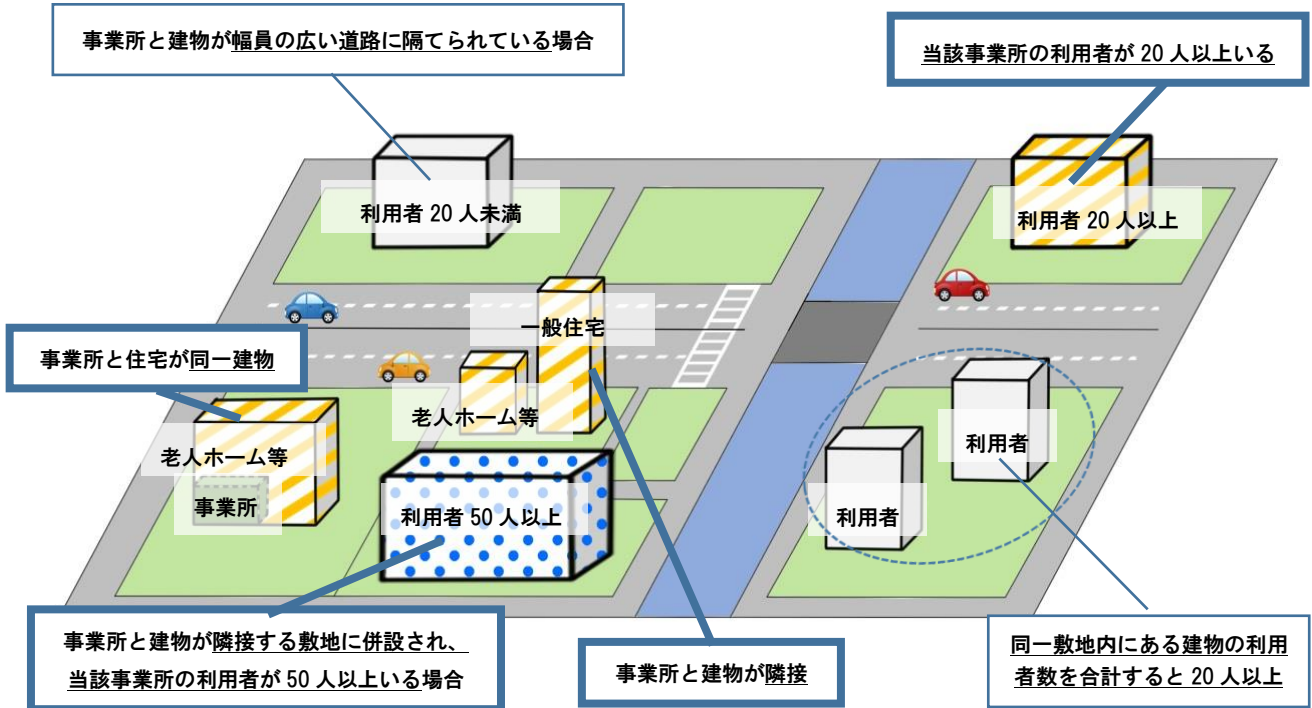 事業所と建物が幅員の広い道路に隔てられている場合
当該事業所の利用者が 20 人以上いる
利用者 20 人未満
利用者 20 人以上
一般住宅
事業所と住宅が同一建物
老人ホーム等
老人ホーム等
利用者
事業所
利用者 50 人以上
利用者
事業所と建物が隣接する敷地に併設され、
当該事業所の利用者が 50 人以上いる場合
事業所と建物が隣接
同一敷地内にある建物の利用
者数を合計すると 20 人以上